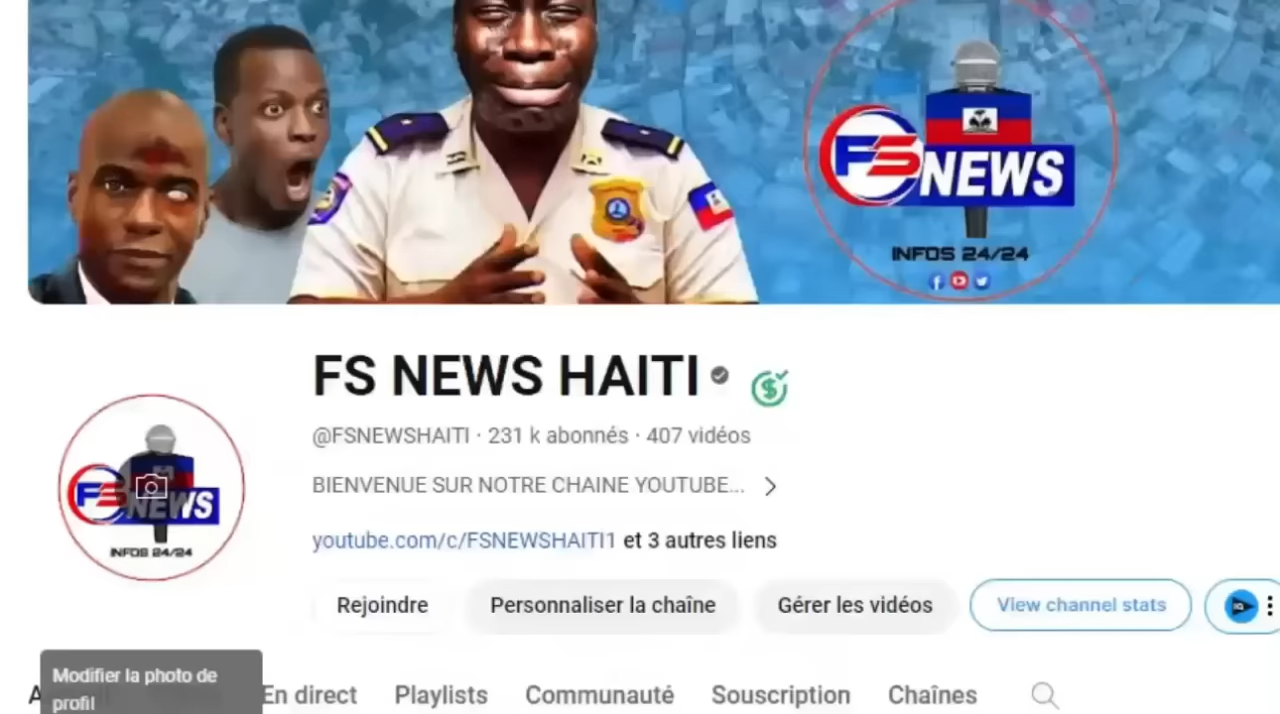 FS NEWS
INFOS 24/24
FS NEWS HAITI
@FSNEWSHAITI · 231 k abonnés · 407 vidéos
BIENVENUE SUR NOTRE CHAINE YOUTUBE...
youtube.com/c/FSNEWSHAITI1 et 3 autres liens
FS NEWS
INFOS 24/24
Rejoindre
Personnaliser la chaîne
Gérer les vidéos
View channel stats
Modifier la photo de
profil
En direct
Playlists
Communauté
Souscription
Chaînes